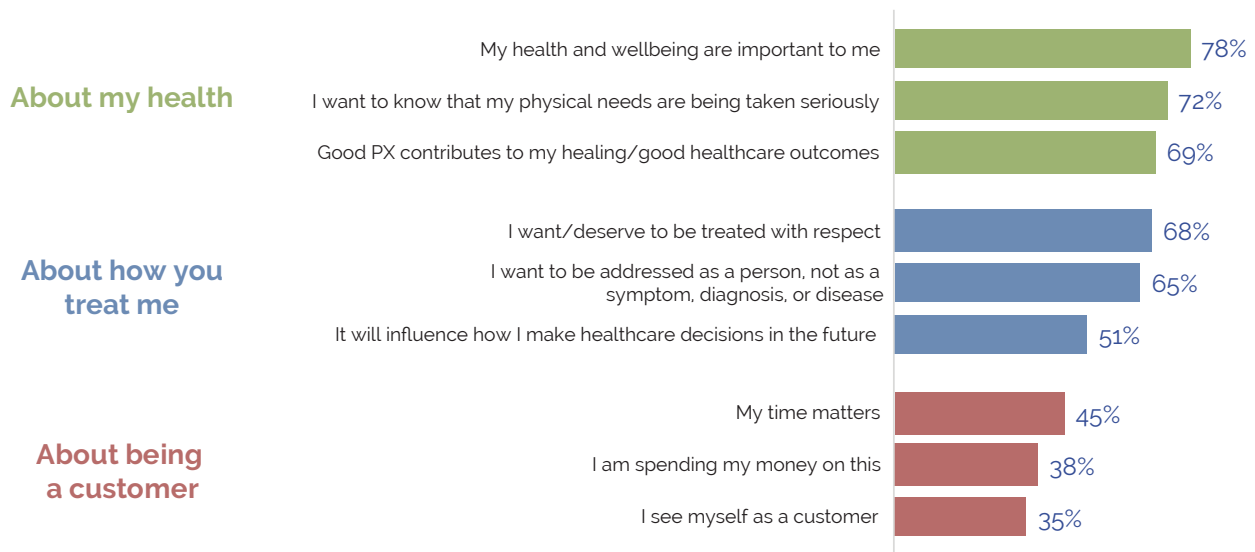 About my health
My health and wellbeing are important to me
78%
I want to know that my physical needs are being taken seriously
72%
Good PX contributes to my healing/good healthcare outcomes
69%
About how you
treat me
I want/deserve to be treated with respect
68%
I want to be addressed as a person, not as a
symptom, diagnosis, or disease
65%
It will influence how I make healthcare decisions in the future
51%
About being
a customer
My time matters
45%
I am spending my money on this
38%
I see myself as a customer
35%